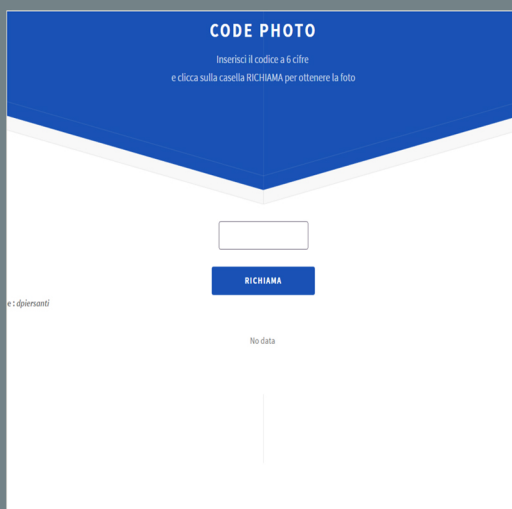 CODE PHOTO
Inserisci il codice a 6 cifre
e clicca sulla casella RICHIAMA per ottenere la foto
RICHIAMA
e : dpiersanti
No data